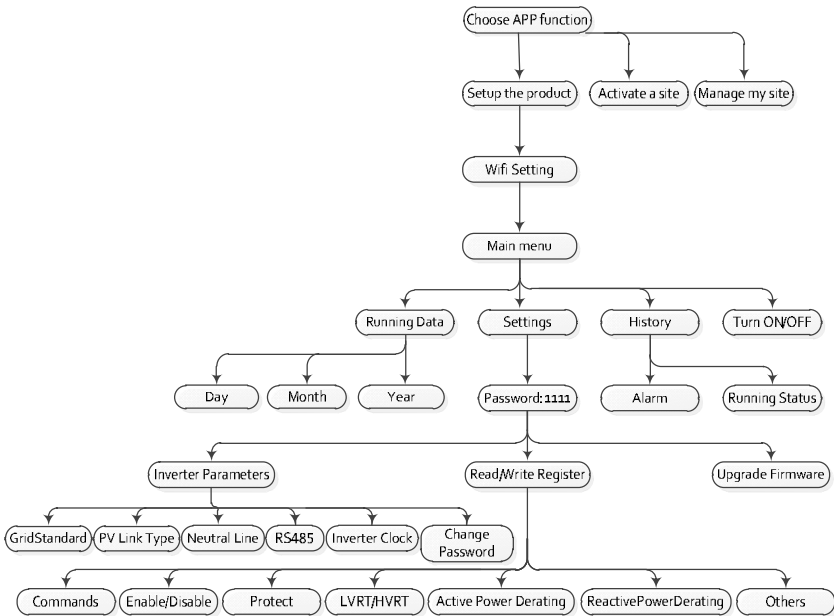 Choose APP function
Setup the product
Activate a site
Manage my site
Wifi Setting
Main menu
Running Data
Settings
History
Turn ON/OFF
Day
Month
Year
Password:1111
Alarm
Running Status
Inverter Parameters
Read/Write Register
Upgrade Firmware
GridStandard
PV Link Type
Neutral Line
RS485
Inverter Clock
Change
Password
Commands
Enable/Disable
Protect
LVRT/HVRT
Active Power Derating
ReactivePowerDerating
Others